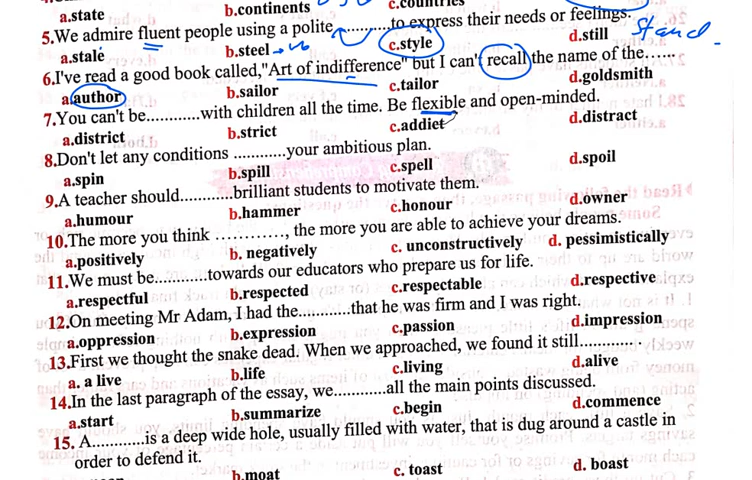 a.state b.continents c.countries
5.We admire fluent people using a polite ............to express their needs or feelings.
a.stale b.steel c.style d.still stand.
6.I've read a good book called,"Art of indifference" but I can't recall the name of the.......
a.author b.sailor c.tailor d.goldsmith
7.You can't be............with children all the time. Be flexible and open-minded.
a.district b.strict c.addict d.distract
8.Don't let any conditions ............your ambitious plan.
a.spin b.spill c.spell d.spoil
9.A teacher should............brilliant students to motivate them.
a.humour b.hammer c.honour d.owner
10.The more you think ............, the more you are able to achieve your dreams.
a.positively b. negatively c. unconstructively d. pessimistically
11.We must be............towards our educators who prepare us for life.
a.respectful b.respected c.respectable d.respective
12.On meeting Mr Adam, I had the............that he was firm and I was right.
a.oppression b.expression c.passion d.impression
13.First we thought the snake dead. When we approached, we found it still............ .
a. a live b.life c.living d.alive
14.In the last paragraph of the essay, we............all the main points discussed.
a.start b.summarize c.begin d.commence
15. A............is a deep wide hole, usually filled with water, that is dug around a castle in
order to defend it.
b.moat c. toast d. boast